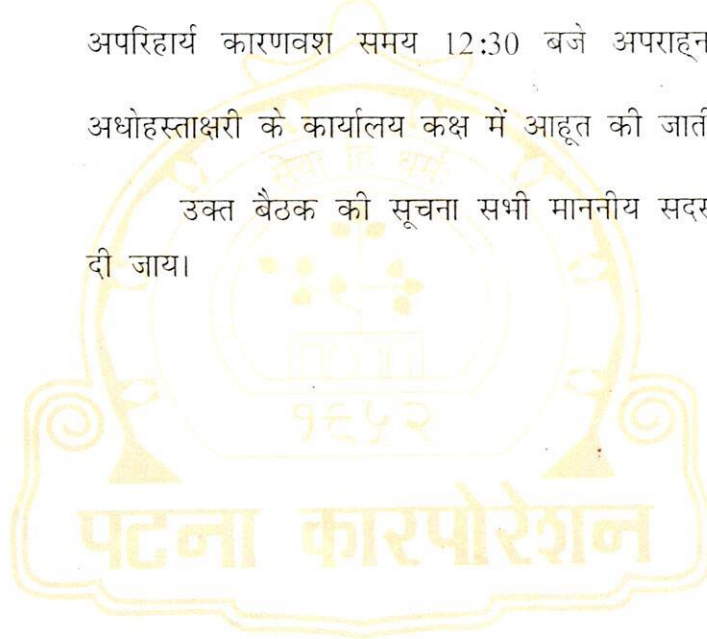 अपरिहार्य कारणवश समय 12:30 बजे अपराह्न
अधोहस्ताक्षरी के कार्यालय कक्ष में आहूत की जाती
सेवा हि धर्मः
उक्त बैठक की सूचना सभी माननीय सदस
दी जाय।
१९५२
पटना कारपोरेशन